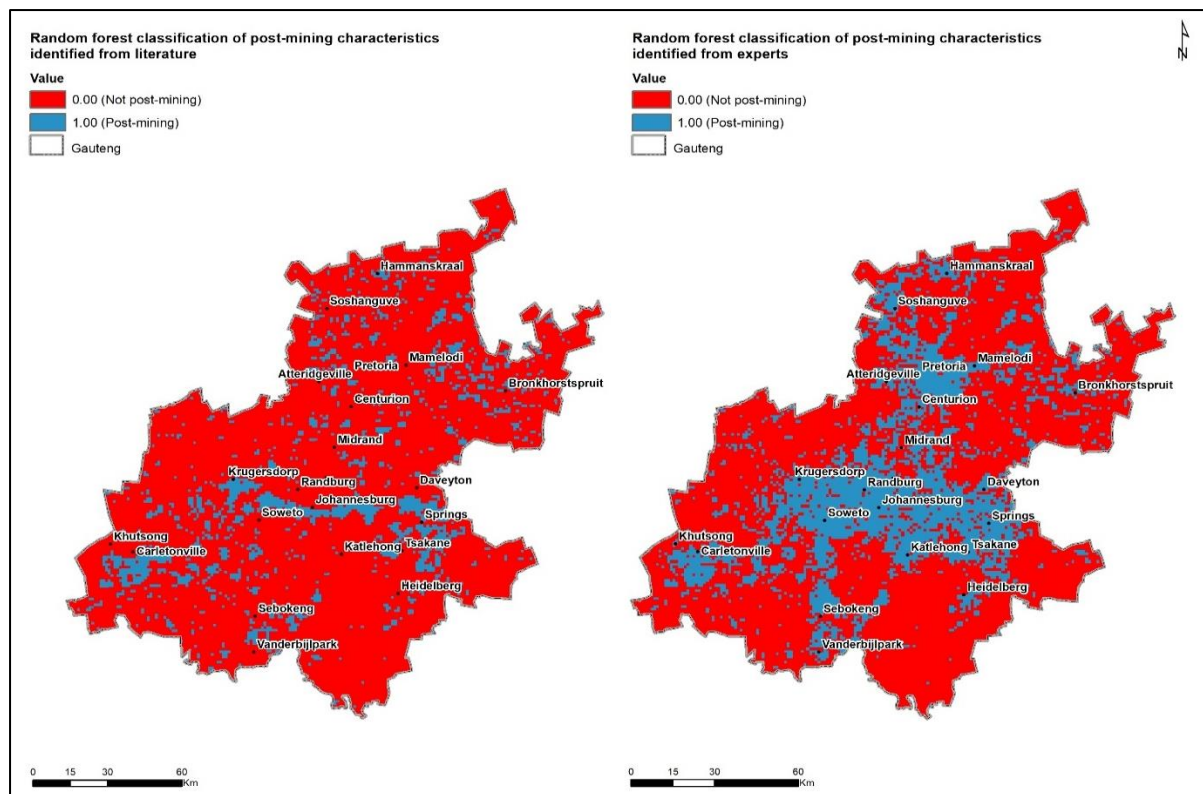 Random forest classification of post-mining characteristics
identified from literature
Value
0.00 (Not post-mining)
1.00 (Post-mining)
Gauteng
Hammanskraal
Soshanguve
Mamelodi
Pretoria
Atteridgeville
Bronkhorstspruit
Centurion
Midrand
Krugersdorp
Randburg
Daveyton
Johannesburg
Soweto
Springs
Khutsong
Carletonville
Katlehong
Tsakane
Heidelberg
Sebokeng
Vanderbijlpark
0 15 30 60
Km
Random forest classification of post-mining characteristics
identified from experts
Value
0.00 (Not post-mining)
1.00 (Post-mining)
Gauteng
N
Hammanskraal
Soshanguve
Mamelodi
Pretoria
Atteridgeville
Bronkhorstspruit
Centurion
Midrand
Krugersdorp
Randburg
Daveyton
Johannesburg
Soweto
Springs
Khutsong
Carletonville
Katlehong
Tsakane
Heidelberg
Sebokeng
Vanderbijlpark
0 15 30 60
Km